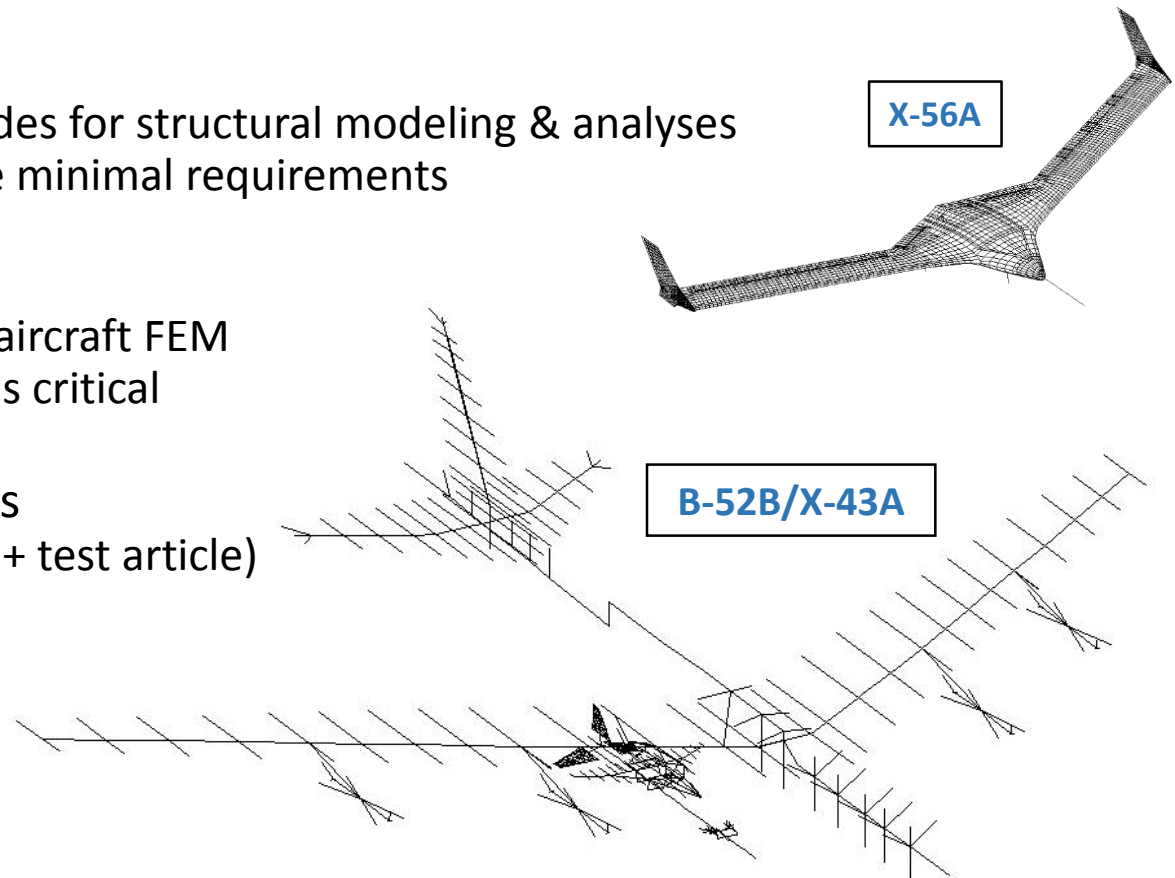 des for structural modeling & analyses
X-56A
e minimal requirements
aircraft FEM
s critical
B-52B/X-43A
s
+ test article)